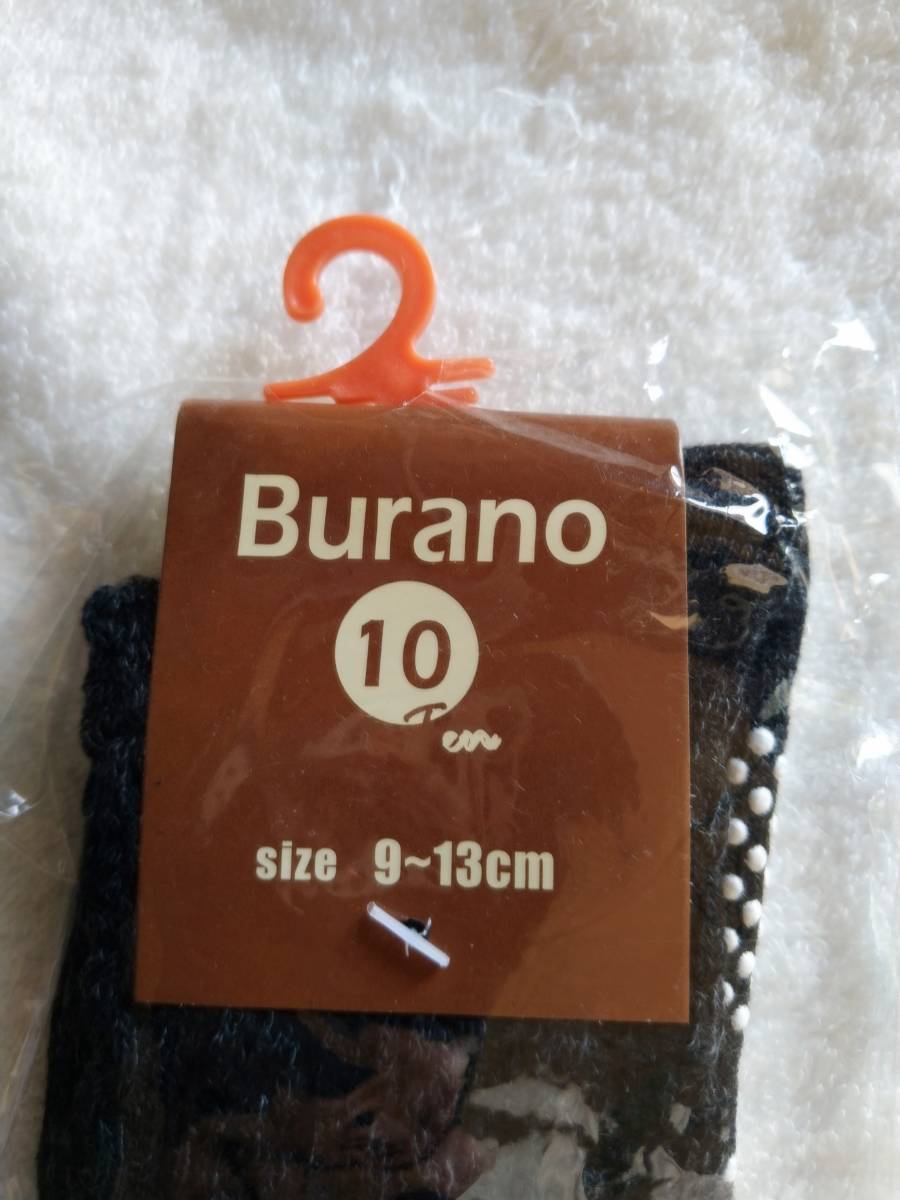 Burano
10
Ten
size 9~13cm